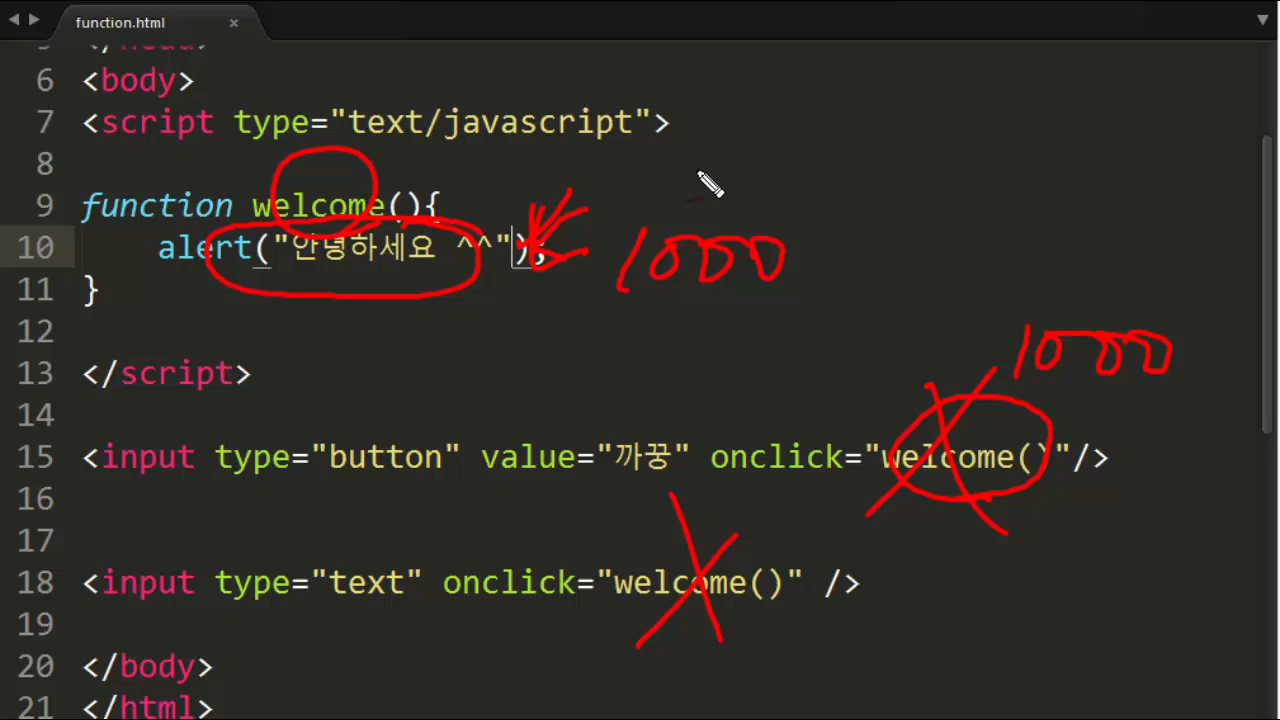 function.html
5 </head>
6 <body>
7 <script type="text/javascript">
8
9 function welcome(){
10 alert("안녕하세요 ^^");
1000
11 }
12
1000
13 </script>
14
15 <input type="button" value="까꿍" onclick="welcome()"/>
16
17
18 <input type="text" onclick="welcome()" />
19
20 </body>
21 </html>